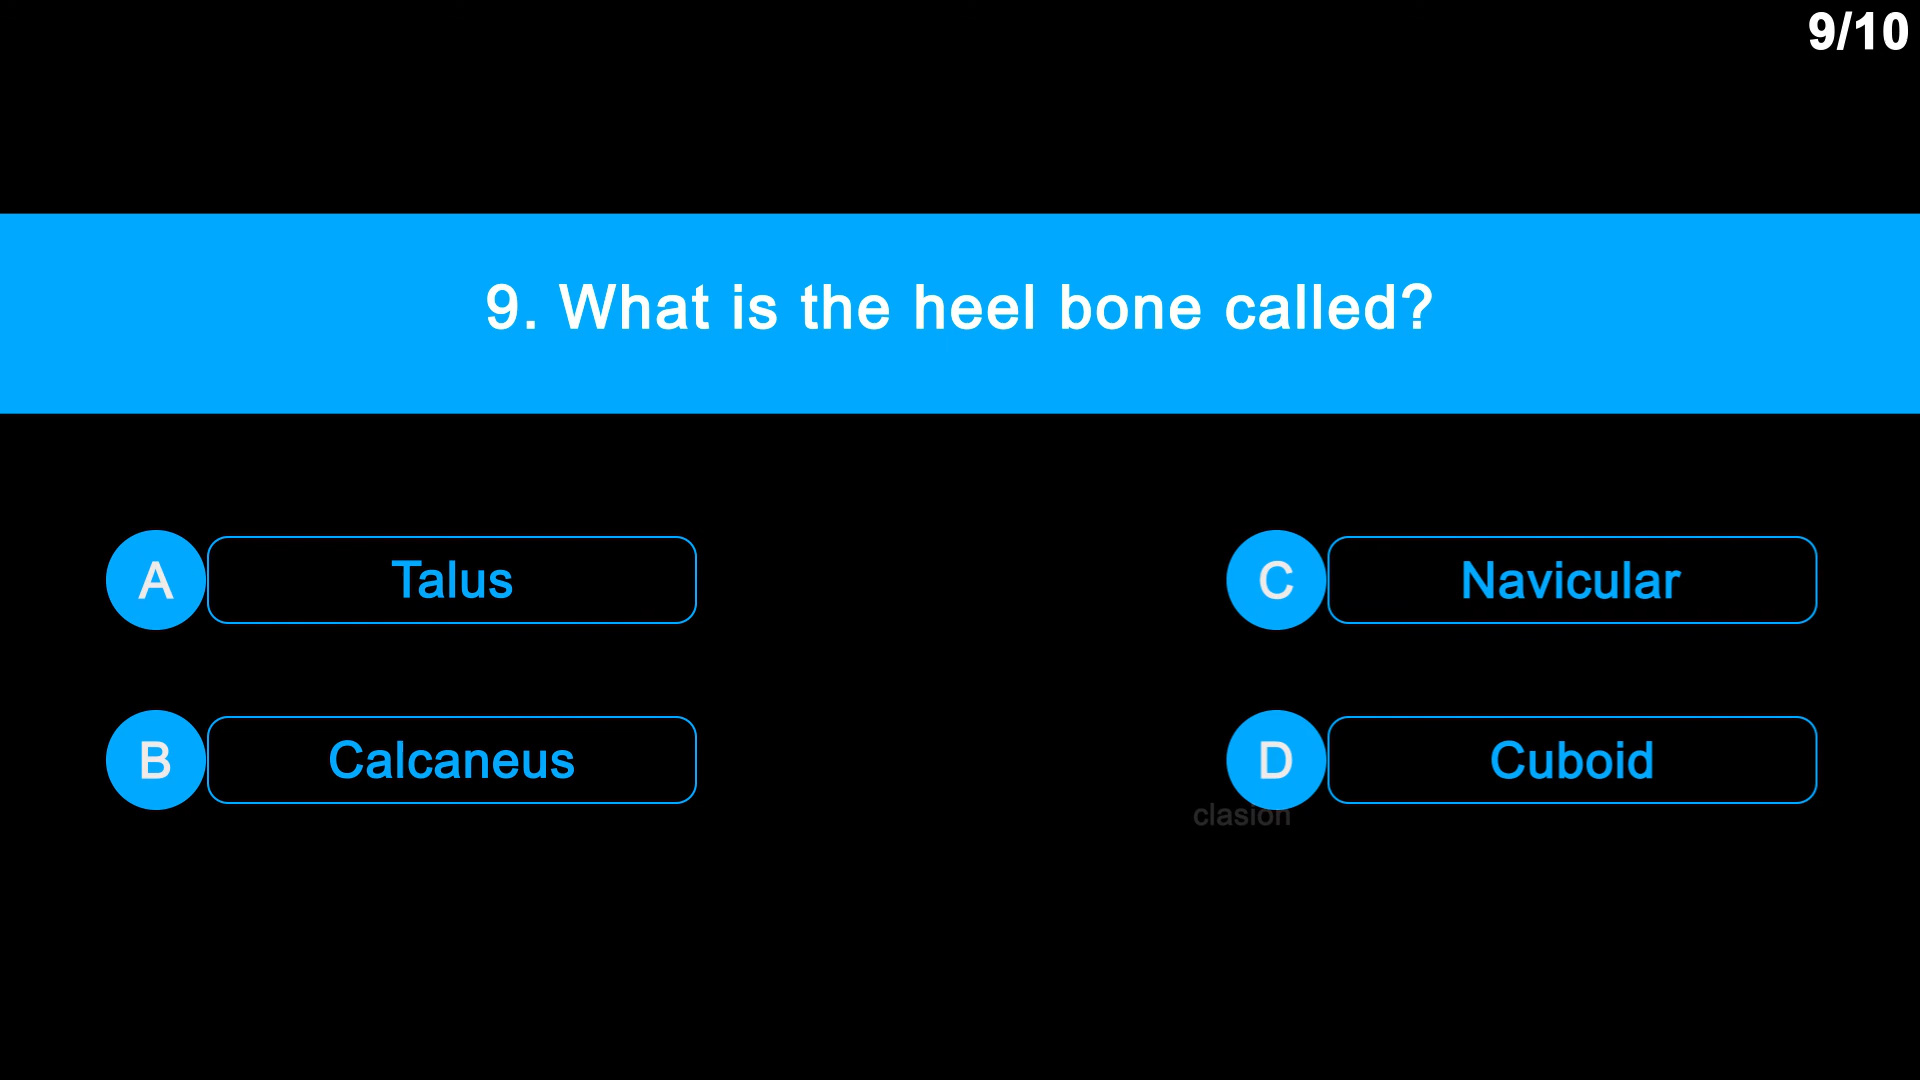 9/10
9. What is the heel bone called?
A Talus
B Calcaneus
C Navicular
D Cuboid
clasion